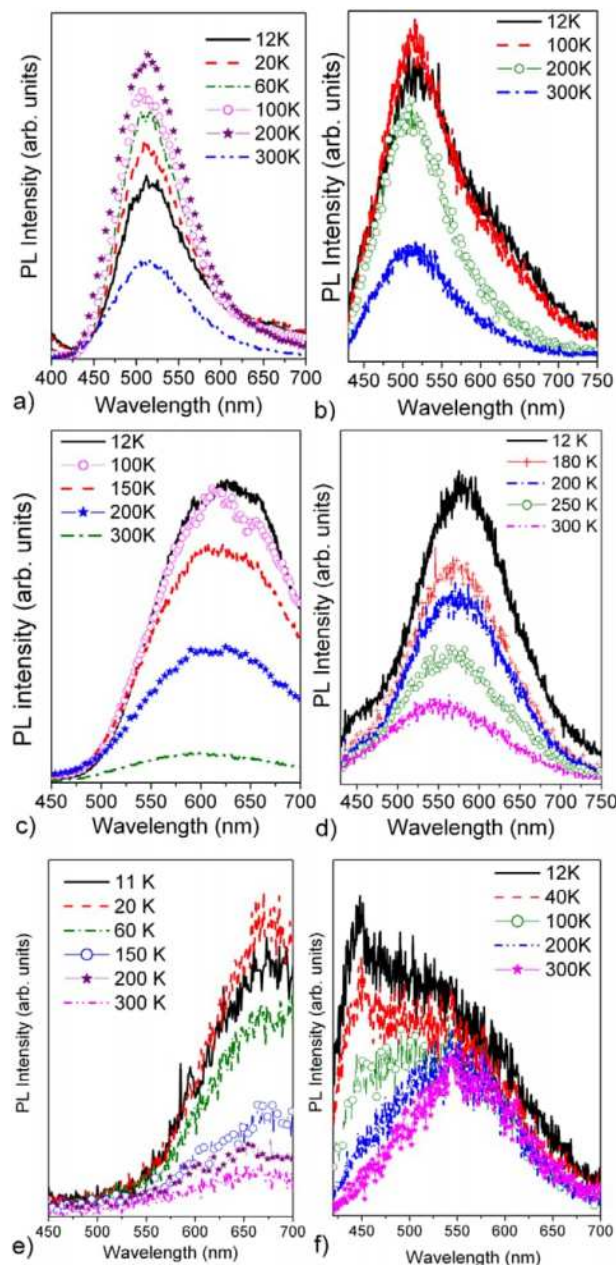 PL Intensity (arb. units)
12K
20K
60K
100K
200K
300K
400 450 500 550 600 650 700
Wavelength (nm)
a)
PL Intensity (arb. units)
12K
100K
200K
300K
450 500 550 600 650 700 750
Wavelength (nm)
b)
PL intensity (arb. units)
12K
100K
150K
200K
300K
450 500 550 600 650 700
Wavelength (nm)
c)
PL Intensity (arb. units)
12 K
180 K
200 K
250 K
300 K
450 500 550 600 650 700 750
Wavelength (nm)
d)
PL Intensity (arb. units)
11 K
20 K
60 K
150 K
200 K
300 K
450 500 550 600 650 700
Wavelength (nm)
e)
PL Intensity (arb. units)
12K
40K
100K
200K
300K
450 500 550 600 650 700
Wavelength (nm)
f)